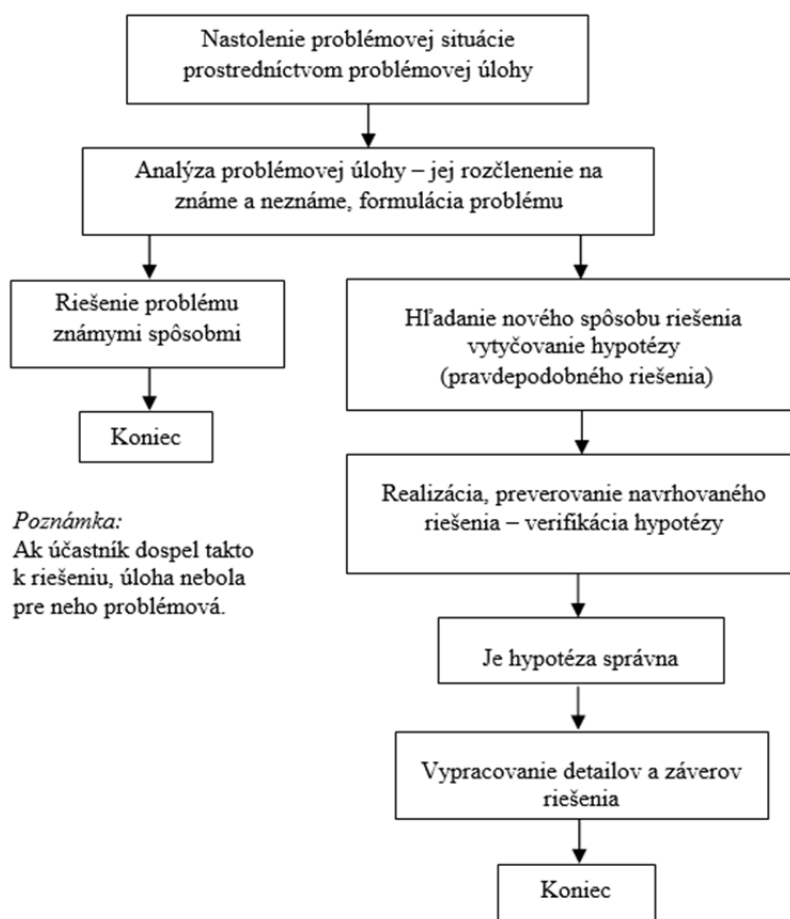 Nastolenie problémovej situácie
prostredníctvom problémovej úlohy
Analýza problémovej úlohy – jej rozčlenenie na
známe a neznáme, formulácia problému
Riešenie problému
známymi spôsobmi
Koniec
Poznámka:
Ak účastník dospel takto
k riešeniu, úloha nebola
pre neho problémová.
Hľadanie nového spôsobu riešenia
vytyčovanie hypotézy
(pravdepodobného riešenia)
Realizácia, preverovanie navrhovaného
riešenia – verifikácia hypotézy
Je hypotéza správna
Vypracovanie detailov a záverov
riešenia
Koniec